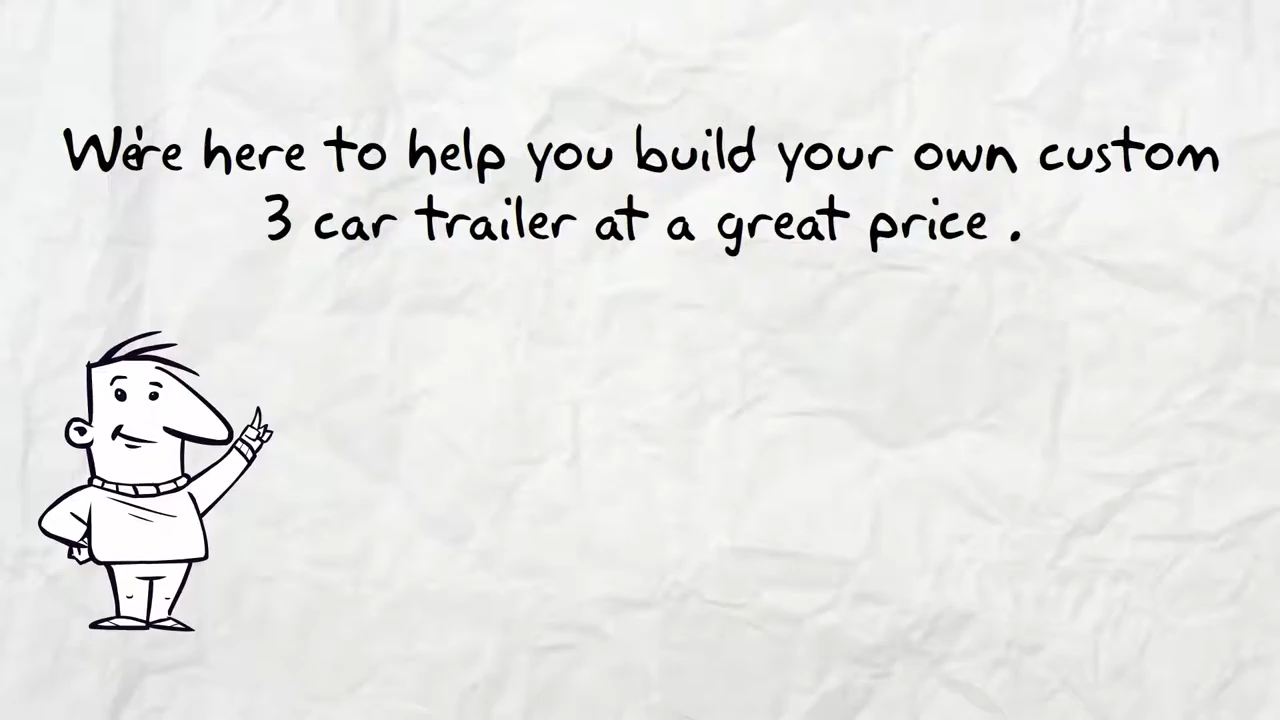 We're here to help you build your own custom
3 car trailer at a great price .